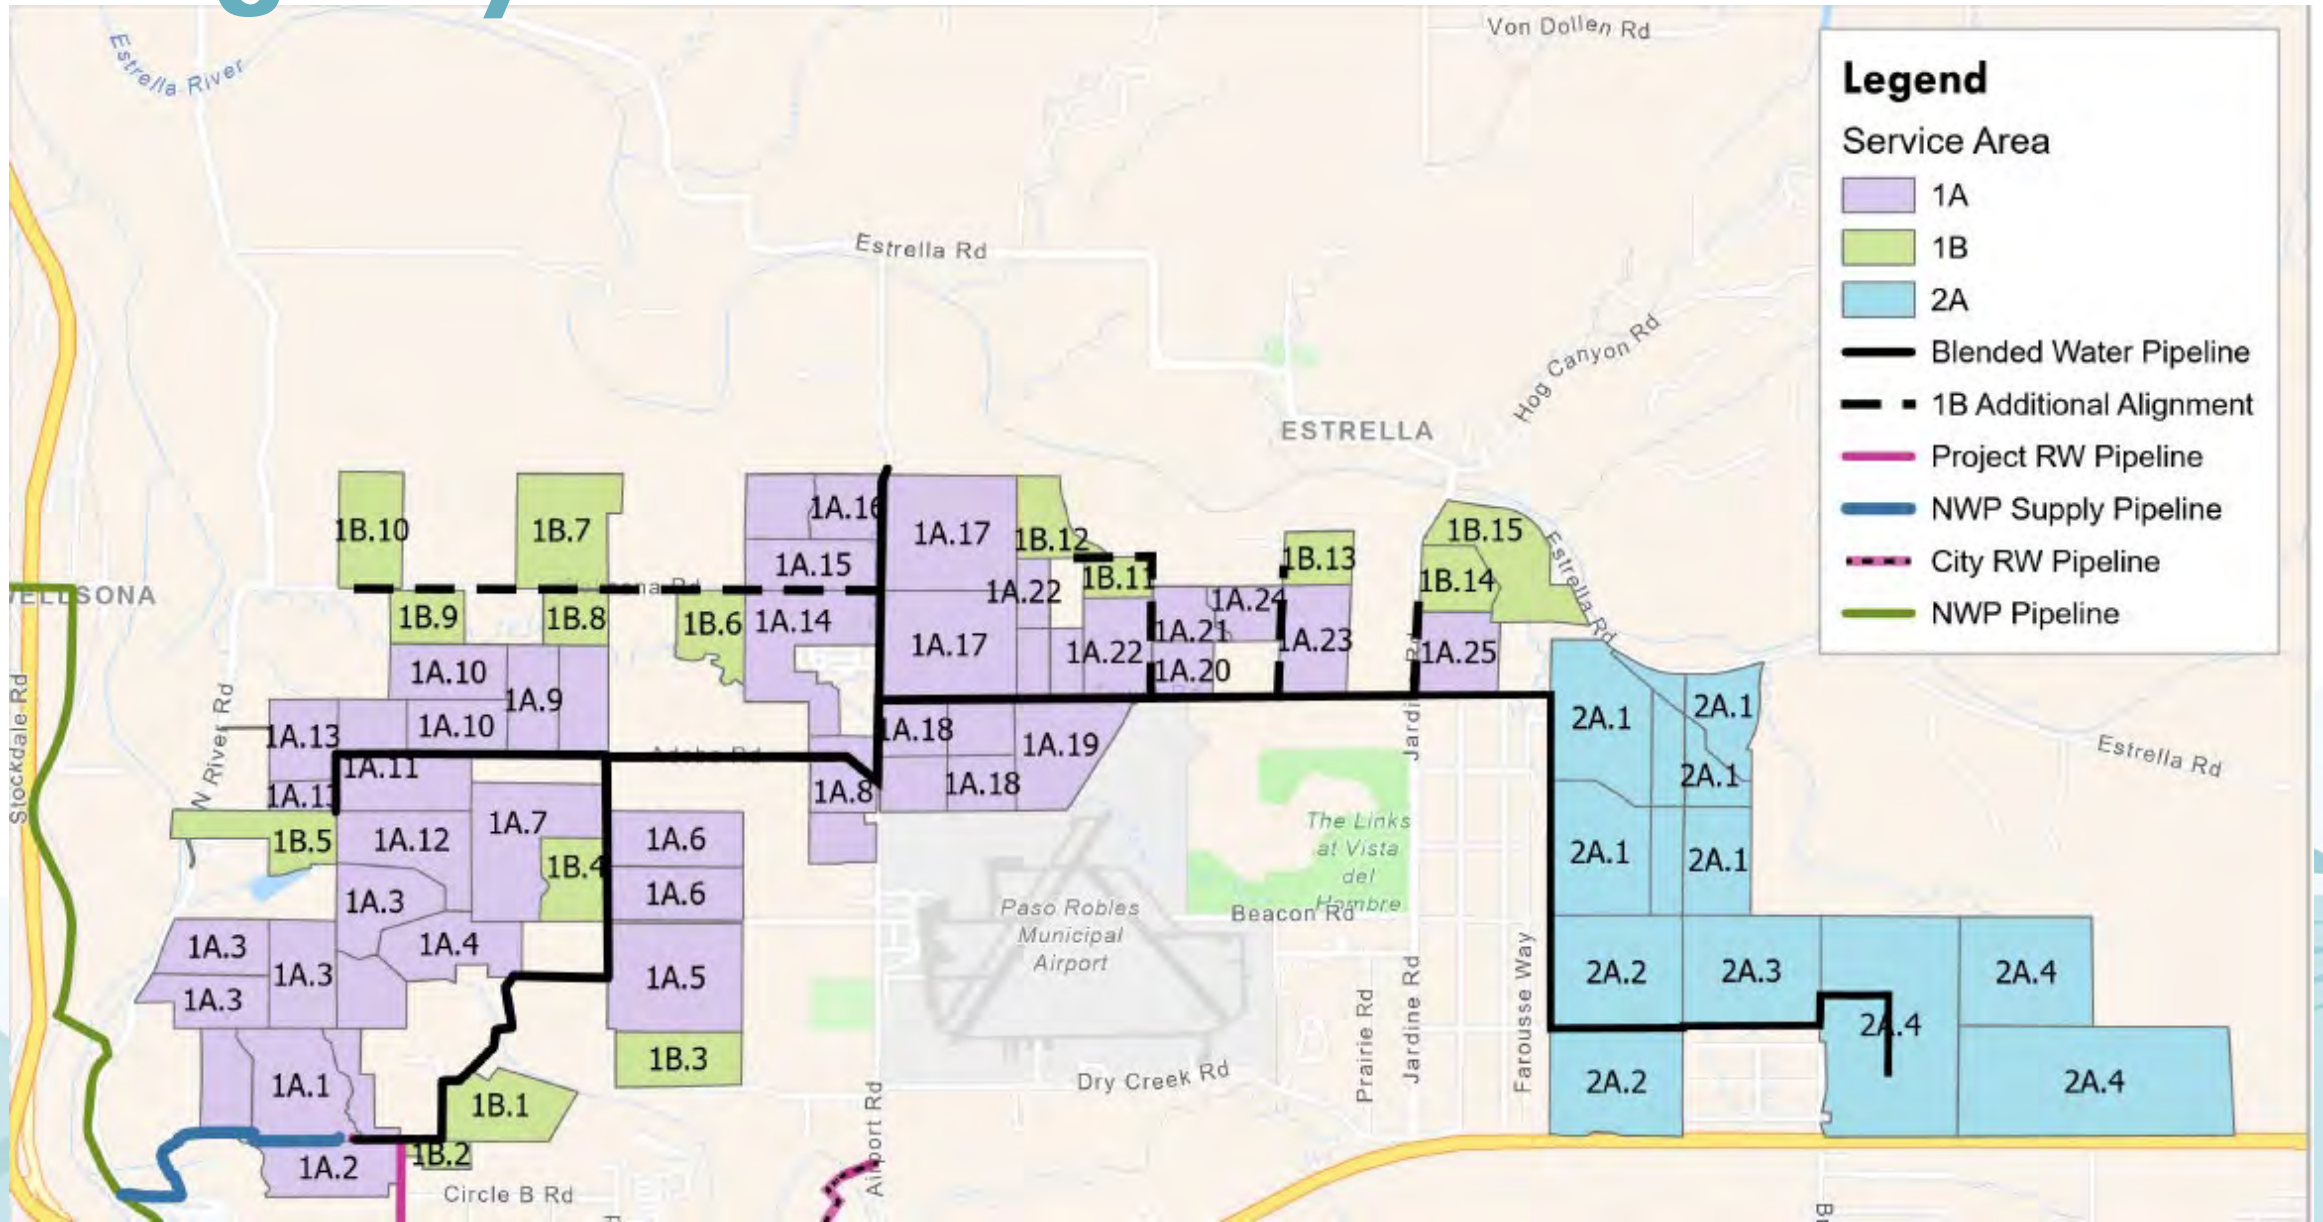 Von Dollen Rd
Estrella River
Legend
Service Area
1A
1B
2A
Blended Water Pipeline
1B Additional Alignment
Project RW Pipeline
NWP Supply Pipeline
City RW Pipeline
NWP Pipeline
Estrella Rd
Hog Canyon Rd
ESTRELLA
1B.10
1B.7
1A.16
1A.17
1B.12
1B.13
1B.15
1A.15
1B.11
1B.14
Estrella Rd
1A.22
1A.24
1B.9
1B.8
1B.6
1A.14
1A.17
1A.22
1A.21
1A.20
1A.23
1A.25
1A.10
1A.9
Stockdale Rd
N River Rd
1A.13
1A.10
Adobe Rd
1A.18
1A.19
2A.1
2A.1
Estrella Rd
1A.11
1A.13
1A.8
1A.18
2A.1
1B.5
1A.12
1A.7
1A.6
1B.4
The Links
at Vista
del
Hambre
2A.1
2A.1
1A.3
1A.6
Paso Robles
Municipal
Airport
Beacon Rd
1A.3
1A.3
1A.4
1A.3
1A.5
2A.2
2A.3
2A.4
2A.4
Prairie Rd
Jardine Rd
Farousse Way
1A.1
1B.3
1B.1
Dry Creek Rd
2A.2
2A.4
1A.2
1B.2
Circle B Rd
Airport Rd